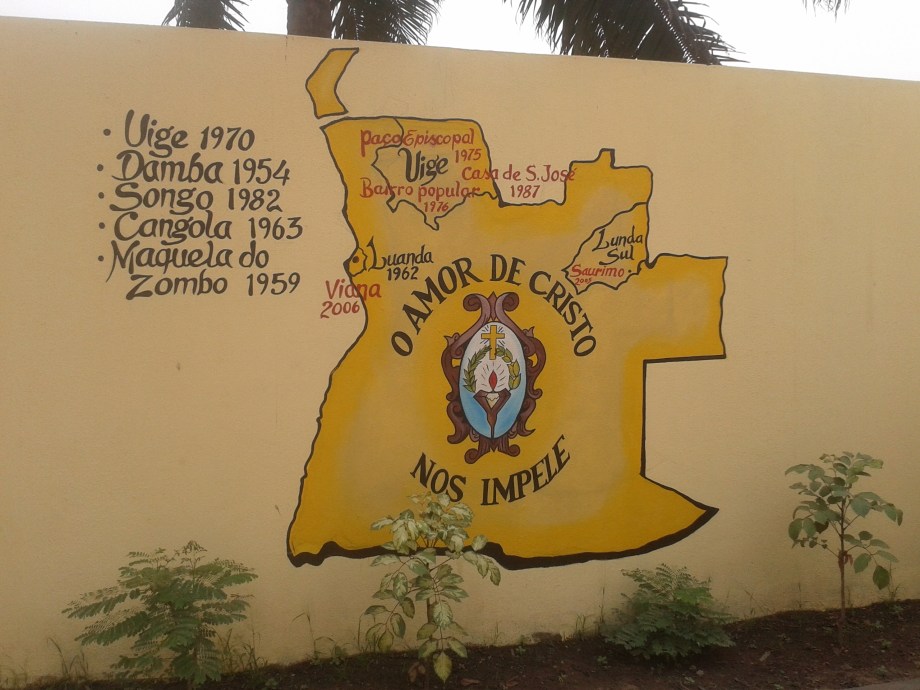 • Uige 1970
• Damba 1954
• Songo 1982
• Cangola 1963
• Maquela do
Zombo 1959
Paço Episcopal
1975
Uige
Casa de S. José
1987
Bairro popular
1976
Luanda
1962
Viana
2006
Lunda
Sul
Saurimo
O AMOR DE CRISTO
NOS IMPELE